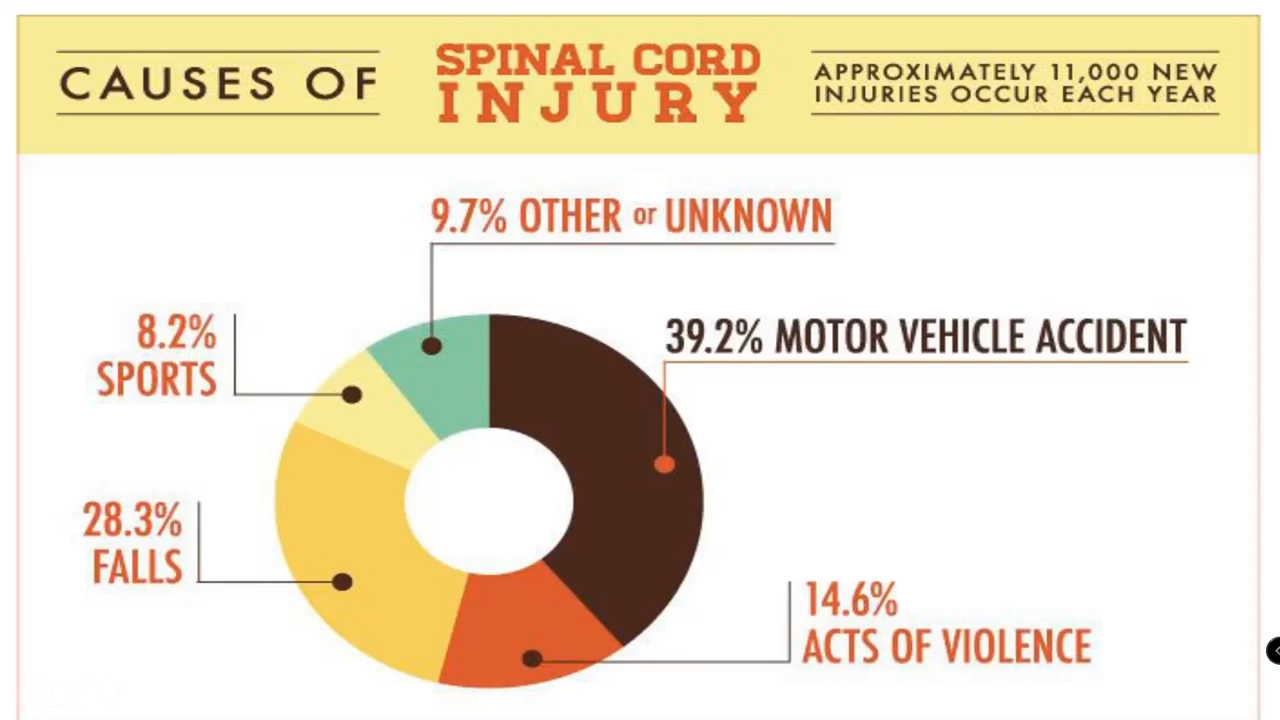 CAUSES OF
SPINAL CORD
INJURY
APPROXIMATELY 11,000 NEW
INJURIES OCCUR EACH YEAR
9.7% OTHER or UNKNOWN
8.2%
SPORTS
39.2% MOTOR VEHICLE ACCIDENT
28.3%
FALLS
14.6%
ACTS OF VIOLENCE